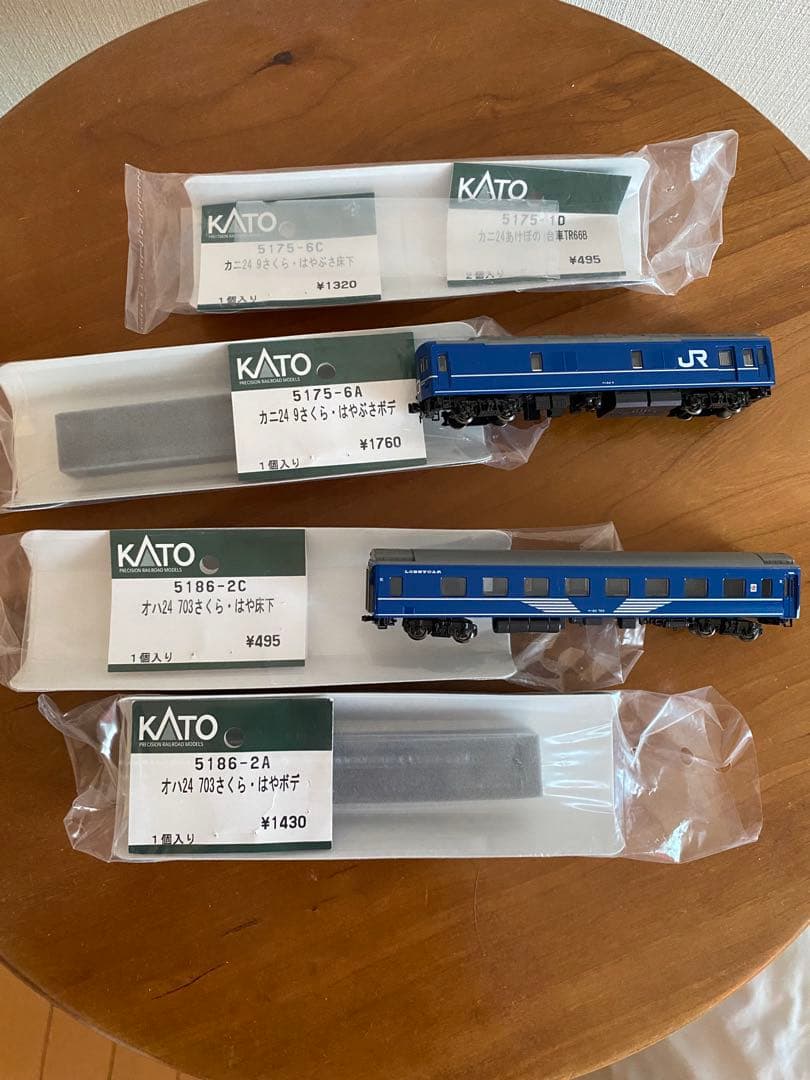 KATO
5175-6C
カニ24 9さくら・はやぶさ床下
¥1320
1個入り
KATO
5175-1D
カニ24あけぼの 台車TR66B
¥495
2個入り
KATO
PRECISION RAILROAD MODELS
5175-6A
カニ24 9さくら・はやぶさボデ
¥1760
1個入り
JR
KATO
PRECISION RAILROAD MODELS
5186-2C
オハ24 703さくら・はや床下
¥495
1個入り
KATO
PRECISION RAILROAD MODELS
5186-2A
オハ24 703さくら・はやボデ
¥1430
1個入り